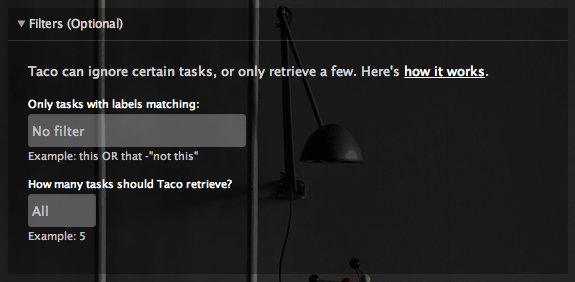 ▼ Filters (Optional)
Taco can ignore certain tasks, or only retrieve a few. Here's how it works.
Only tasks with labels matching:
No filter
Example: this OR that -"not this"
How many tasks should Taco retrieve?
All
Example: 5